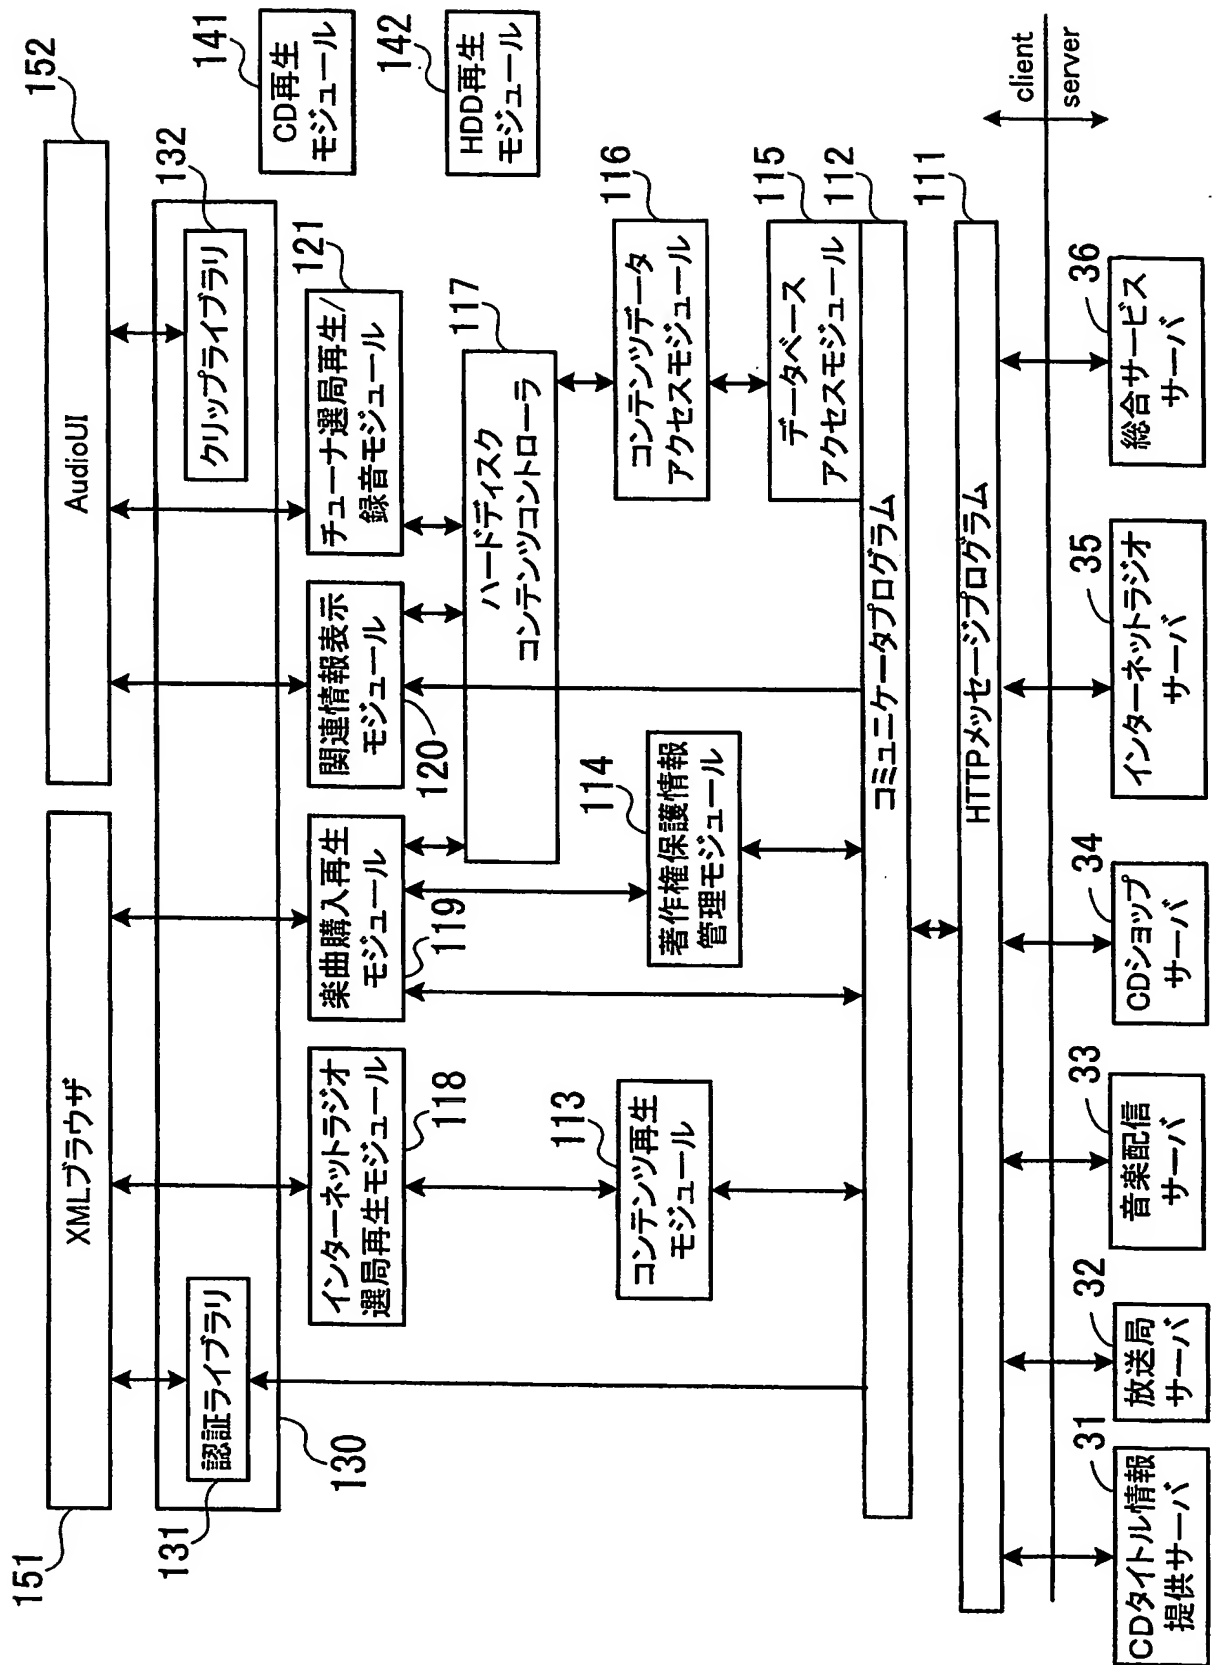 151
XMLブラウザ
152
AudioUI
130
131
認証ライブラリ
132
クリップライブラリ
141
CD再生
モジュール
142
HDD再生
モジュール
インターネットラジオ
選局再生モジュール
118
楽曲購入再生
モジュール
119
関連情報表示
モジュール
120
チューナ選局再生/
録音モジュール
121
ハードディスク
コンテンツコントローラ
117
コンテンツ再生
モジュール
113
著作権保護情報
管理モジュール
114
コンテンツデータ
アクセスモジュール
116
データベース
アクセスモジュール
115
コミュニケータプログラム
112
HTTPメッセージプログラム
111
client
server
CDタイトル情報
提供サーバ
31
放送局
サーバ
32
音楽配信
サーバ
33
CDショップ
サーバ
34
インターネットラジオ
サーバ
35
総合サービス
サーバ
36